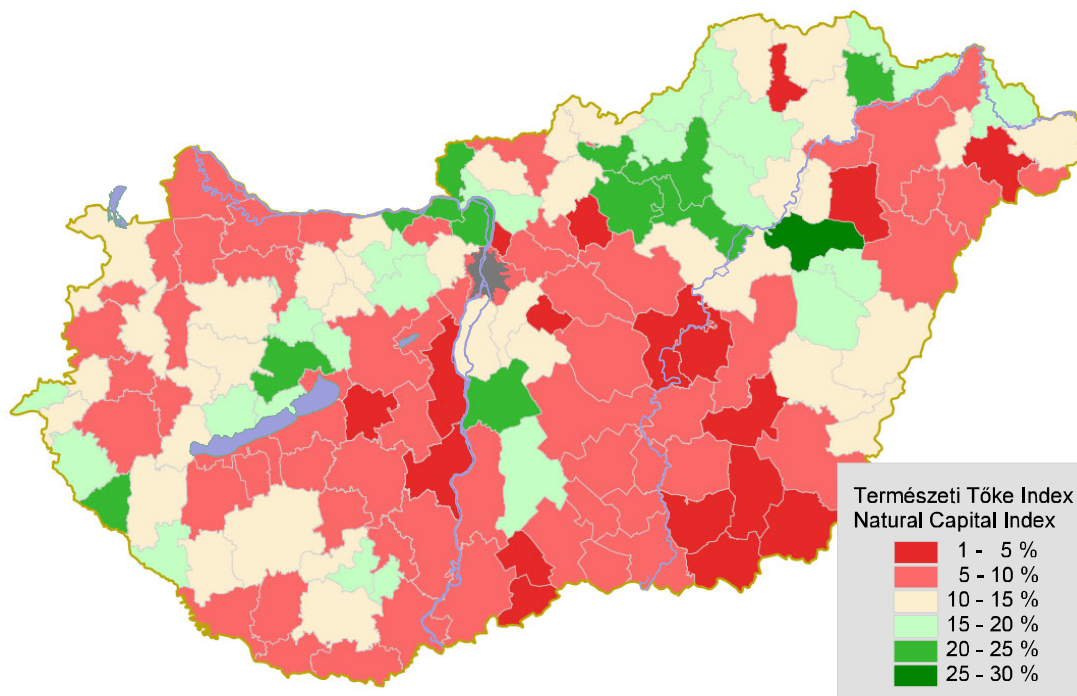 Természeti Tőke Index
Natural Capital Index
1 - 5 %
5 - 10 %
10 - 15 %
15 - 20 %
20 - 25 %
25 - 30 %